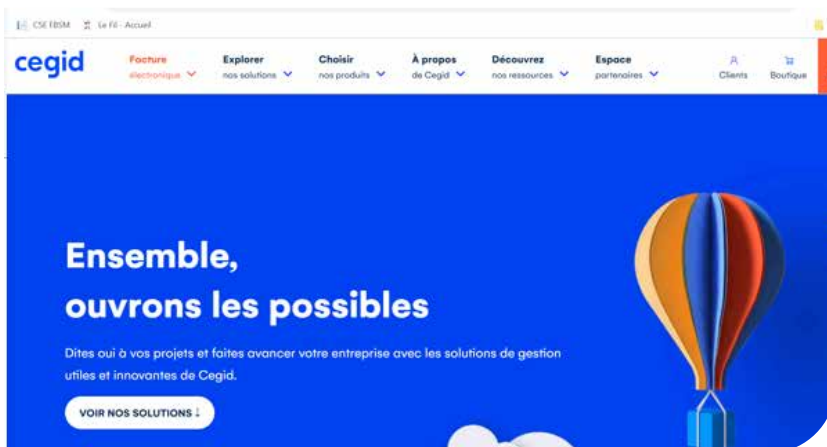 CSE FBSM Le Fil - Accueil
cegid
Facture Explorer Choisir À propos Découvrez Espace
électronique nos solutions nos produits de Cegid nos ressources partenaires Clients Boutique
Ensemble,
ouvrons les possibles
Dites oui à vos projets et faites avancer votre entreprise avec les solutions de gestion
utiles et innovantes de Cegid.
VOIR NOS SOLUTIONS ↓